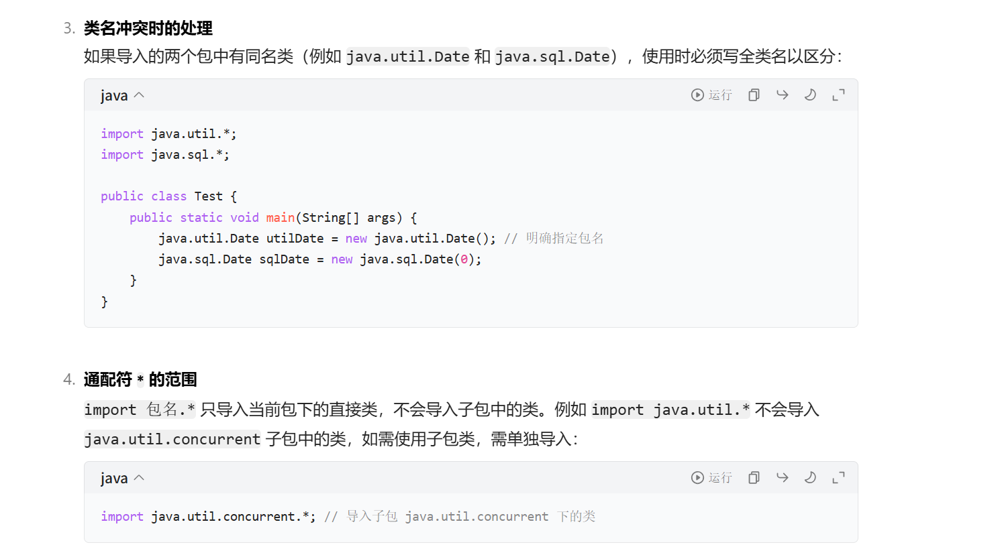 3. 类名冲突时的处理
如果导入的两个包中有同名类（例如 java.util.Date 和 java.sql.Date），使用时必须写全类名以区分：
java 运行
import java.util.*;
import java.sql.*;
public class Test {
    public static void main(String[] args) {
        java.util.Date utilDate = new java.util.Date(); // 明确指定包名
        java.sql.Date sqlDate = new java.sql.Date(0);
    }
}
4. 通配符 * 的范围
import 包名.* 只导入当前包下的直接类，不会导入子包中的类。例如 import java.util.* 不会导入
java.util.concurrent 子包中的类，如需使用子包类，需单独导入：
java 运行
import java.util.concurrent.*; // 导入子包 java.util.concurrent 下的类